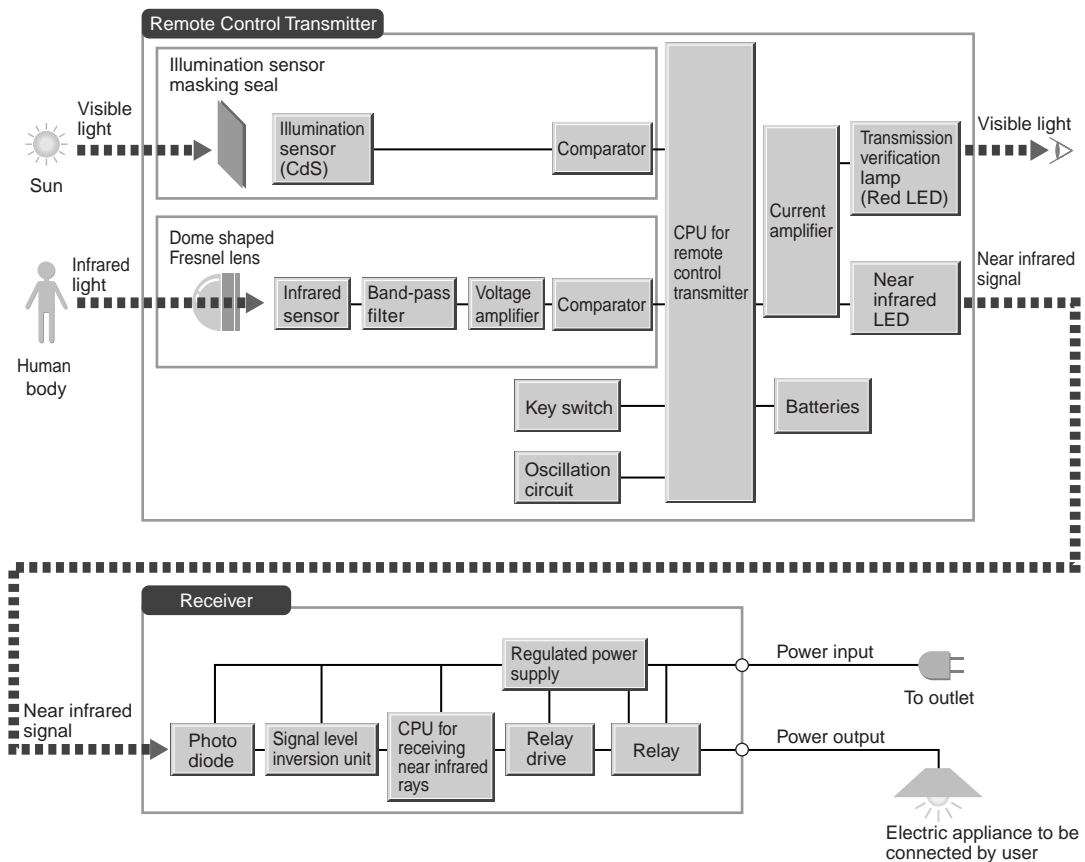 Remote Control Transmitter
Illumination sensor
masking seal
Visible
light
Sun
Illumination
sensor
(CdS)
Comparator
Dome shaped
Fresnel lens
Infrared
light
Human
body
Infrared
sensor
Band-pass
filter
Voltage
amplifier
Comparator
CPU for
remote
control
transmitter
Current
amplifier
Transmission
verification
lamp
(Red LED)
Visible light
Near
infrared
LED
Near infrared
signal
Key switch
Batteries
Oscillation
circuit
Receiver
Near infrared
signal
Regulated power
supply
Power input
To outlet
Photo
diode
Signal level
inversion unit
CPU for
receiving
near infrared
rays
Relay
drive
Relay
Power output
Electric appliance to be
connected by user